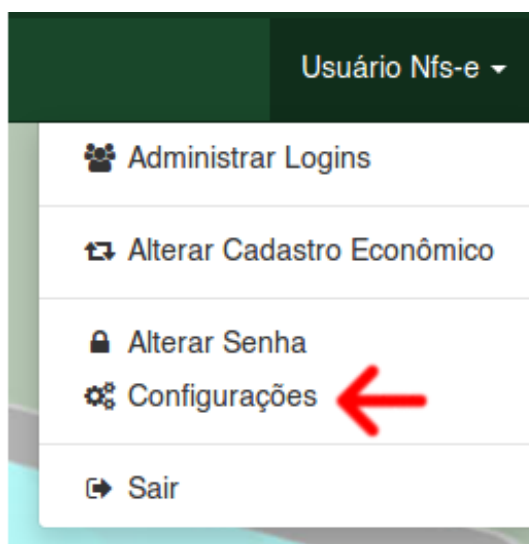 Usuário Nfs-e
Administrar Logins
Alterar Cadastro Econômico
Alterar Senha
Configurações
Sair